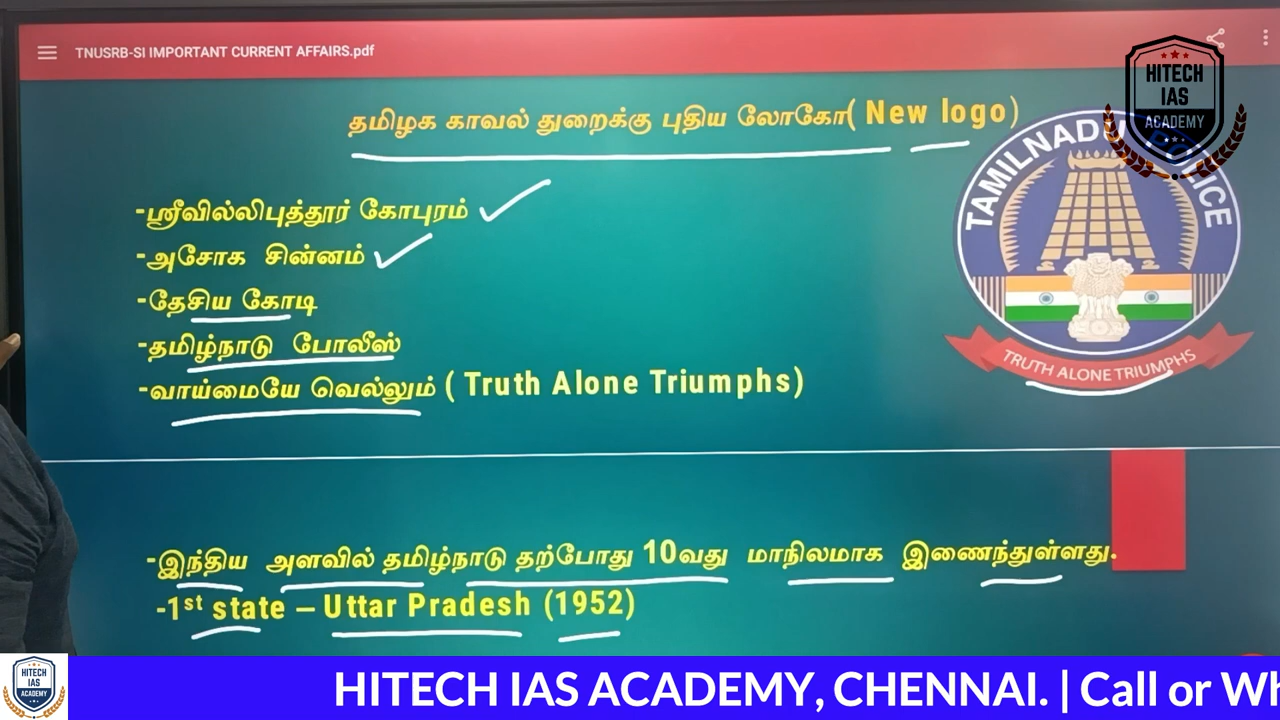 TNUSRB-SI IMPORTANT CURRENT AFFAIRS.pdf
HITECH
IAS
ACADEMY
தமிழக காவல் துறைக்கு புதிய லோகோ( New logo)
TAMILNADU
-ஸ்ரீவில்லிபுத்தூர் கோபுரம்
-அசோக சின்னம்
-தேசிய கோடி
-தமிழ்நாடு போலீஸ்
-வாய்மையே வெல்லும் ( Truth Alone Triumphs)
TRUTH ALONE TRIUMPHS
-இந்திய அளவில் தமிழ்நாடு தற்போது 10வது மாநிலமாக இணைந்துள்ளது.
-1st state – Uttar Pradesh (1952)
HITECH
IAS
ACADEMY
HITECH IAS ACADEMY, CHENNAI. | Call or Wh